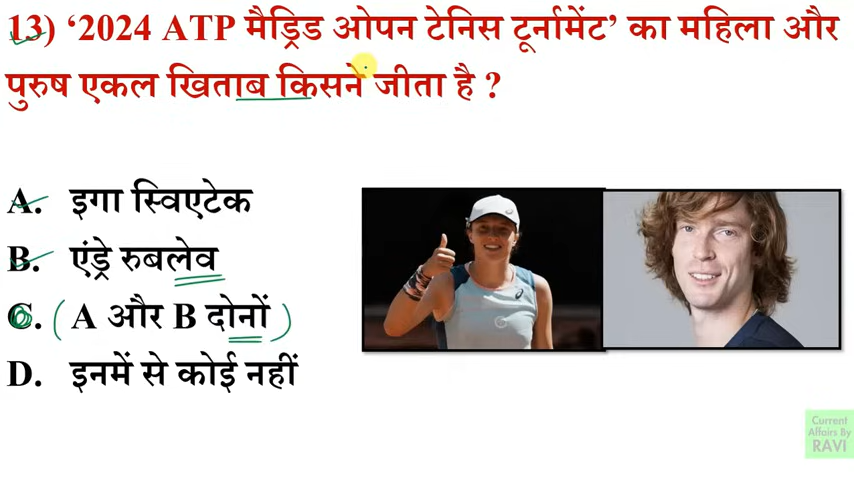 13) ‘2024 ATP मैड्रिड ओपन टेनिस टूर्नामेंट’ का महिला और
पुरुष एकल खिताब किसने जीता है ?
A. इगा स्विएटेक
B. एंड्रे रुबलेव
C. ( A और B दोनों )
D. इनमें से कोई नहीं
Current
Affairs By
RAVI